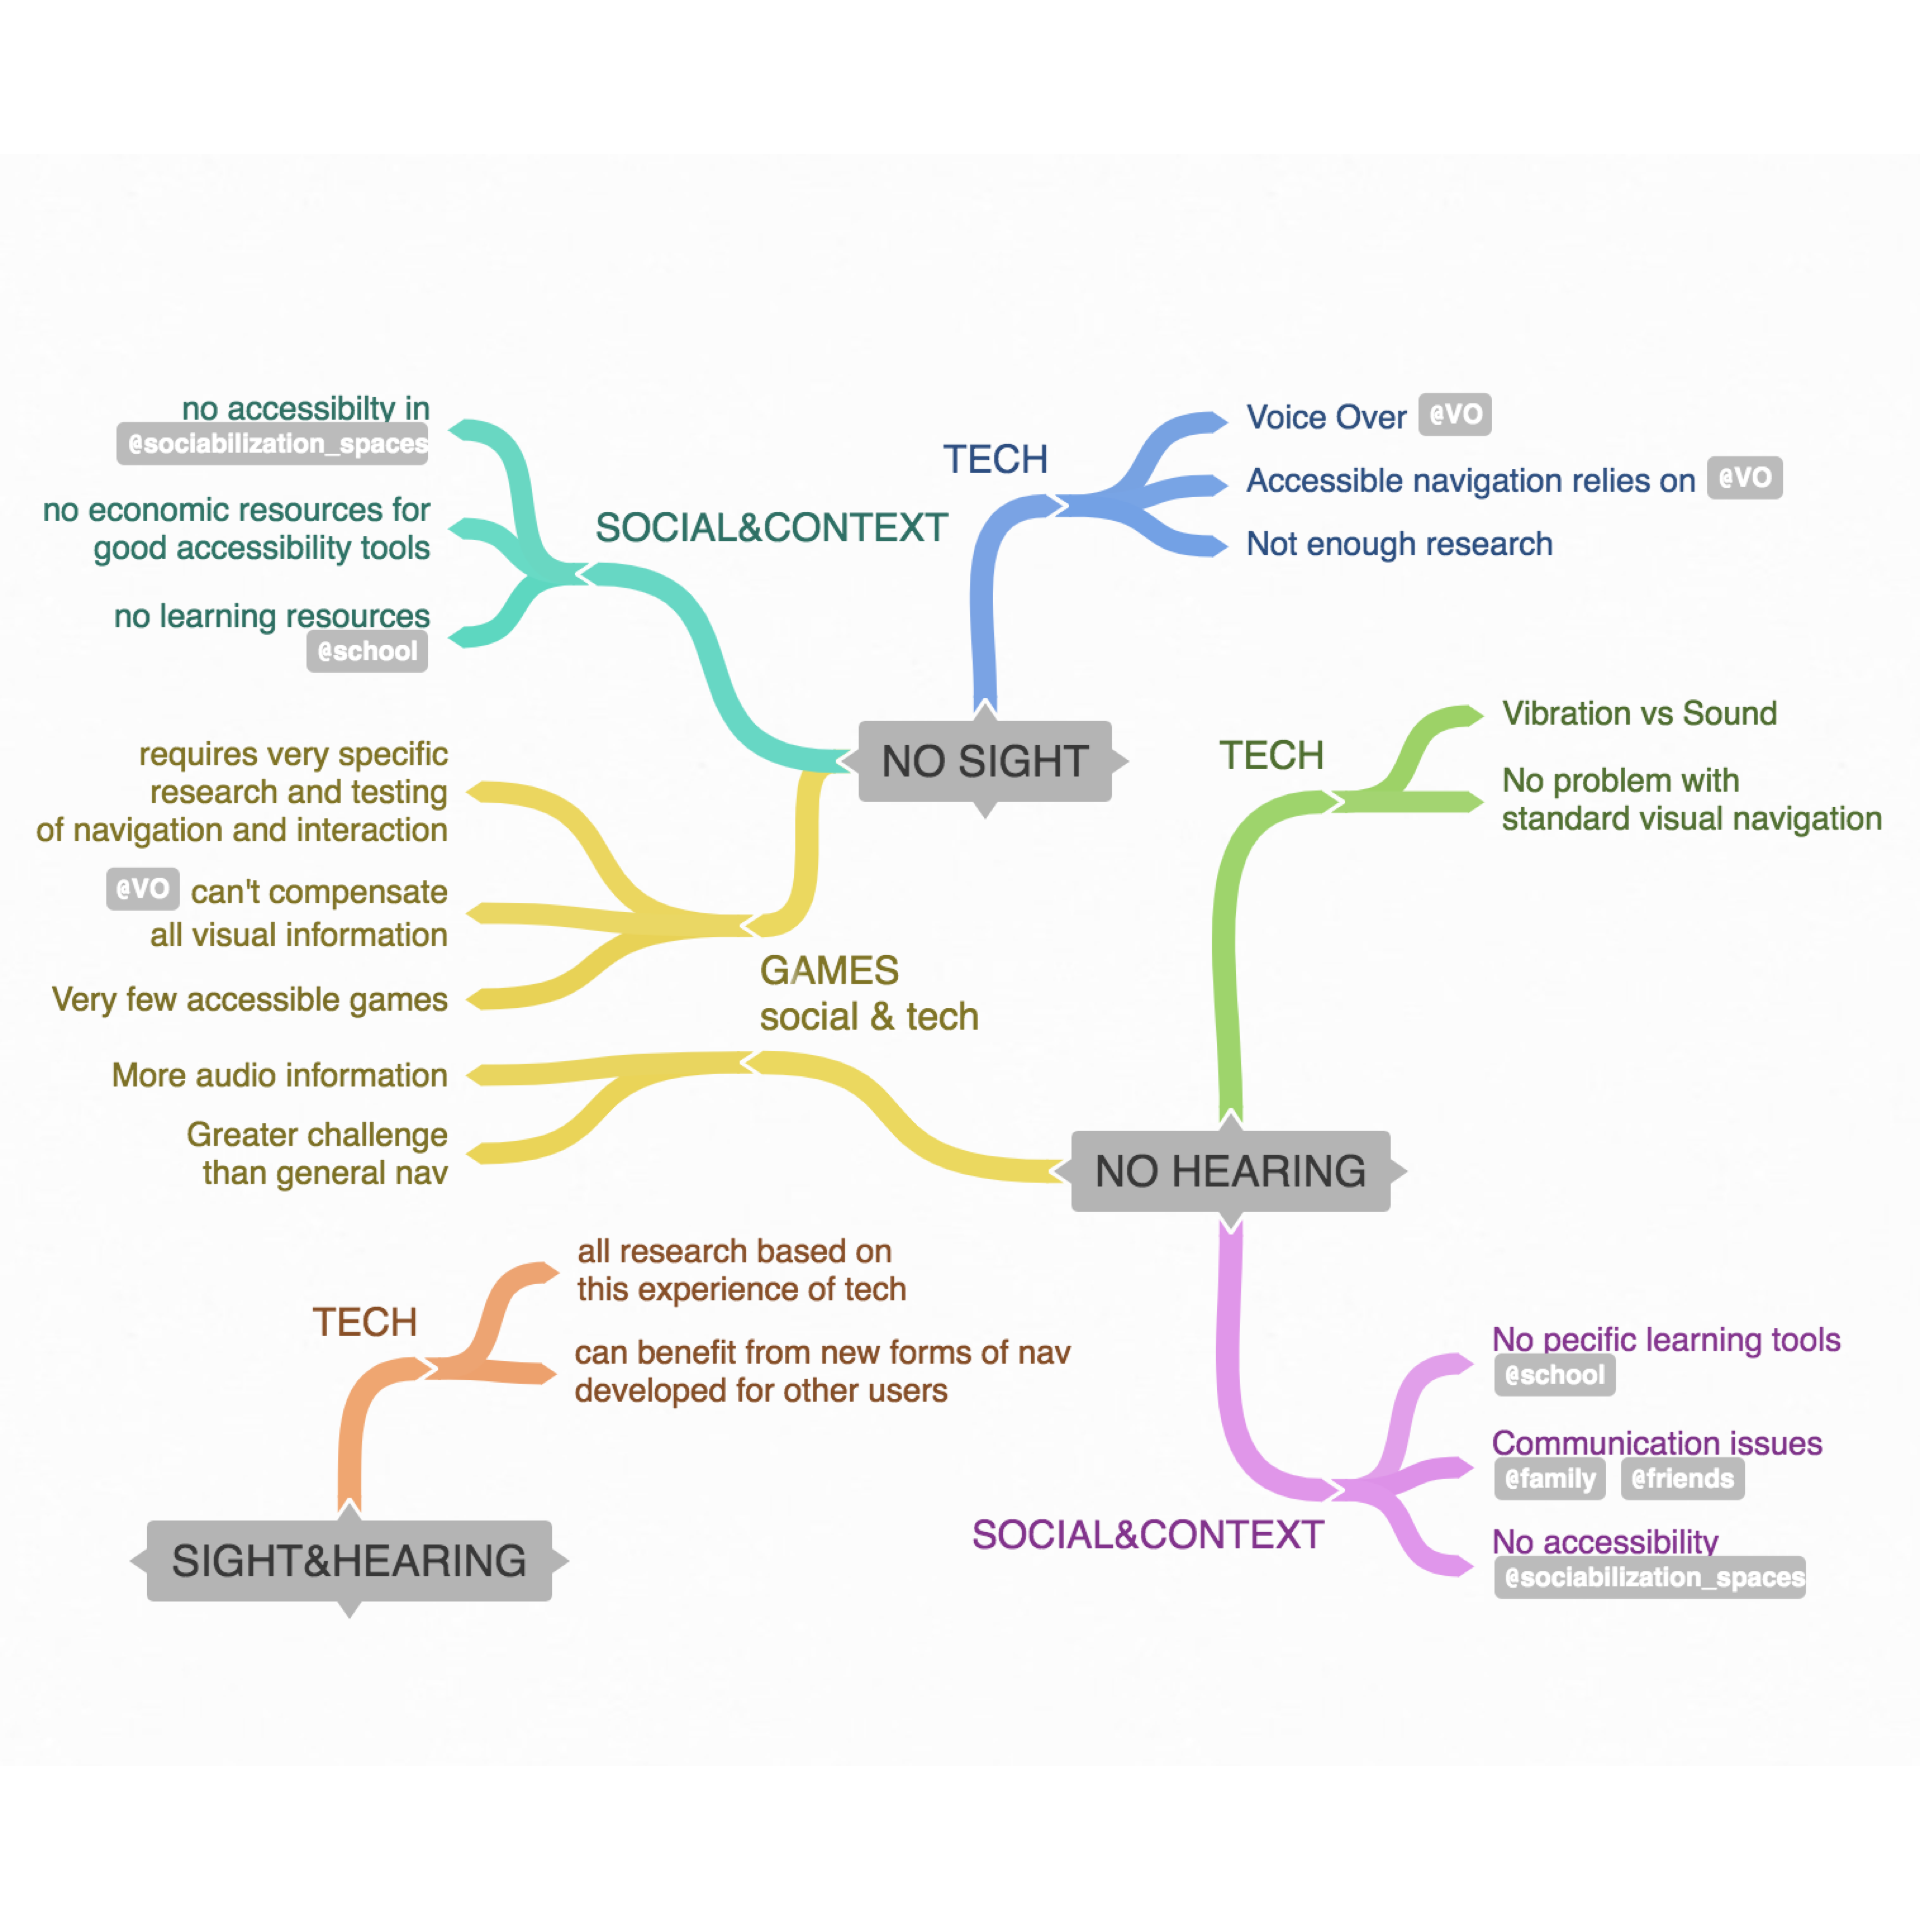 no accessibilty in
@sociabilization_spaces
no economic resources for
good accessibility tools
no learning resources
@school
SOCIAL&CONTEXT
TECH
Voice Over @VO
Accessible navigation relies on @VO
Not enough research
NO SIGHT
requires very specific
research and testing
of navigation and interaction
@VO can't compensate
all visual information
Very few accessible games
GAMES
social & tech
More audio information
Greater challenge
than general nav
TECH
Vibration vs Sound
No problem with
standard visual navigation
NO HEARING
TECH
all research based on
this experience of tech
can benefit from new forms of nav
developed for other users
SIGHT&HEARING
SOCIAL&CONTEXT
No pecific learning tools
@school
Communication issues
@family @friends
No accessibility
@sociabilization_spaces